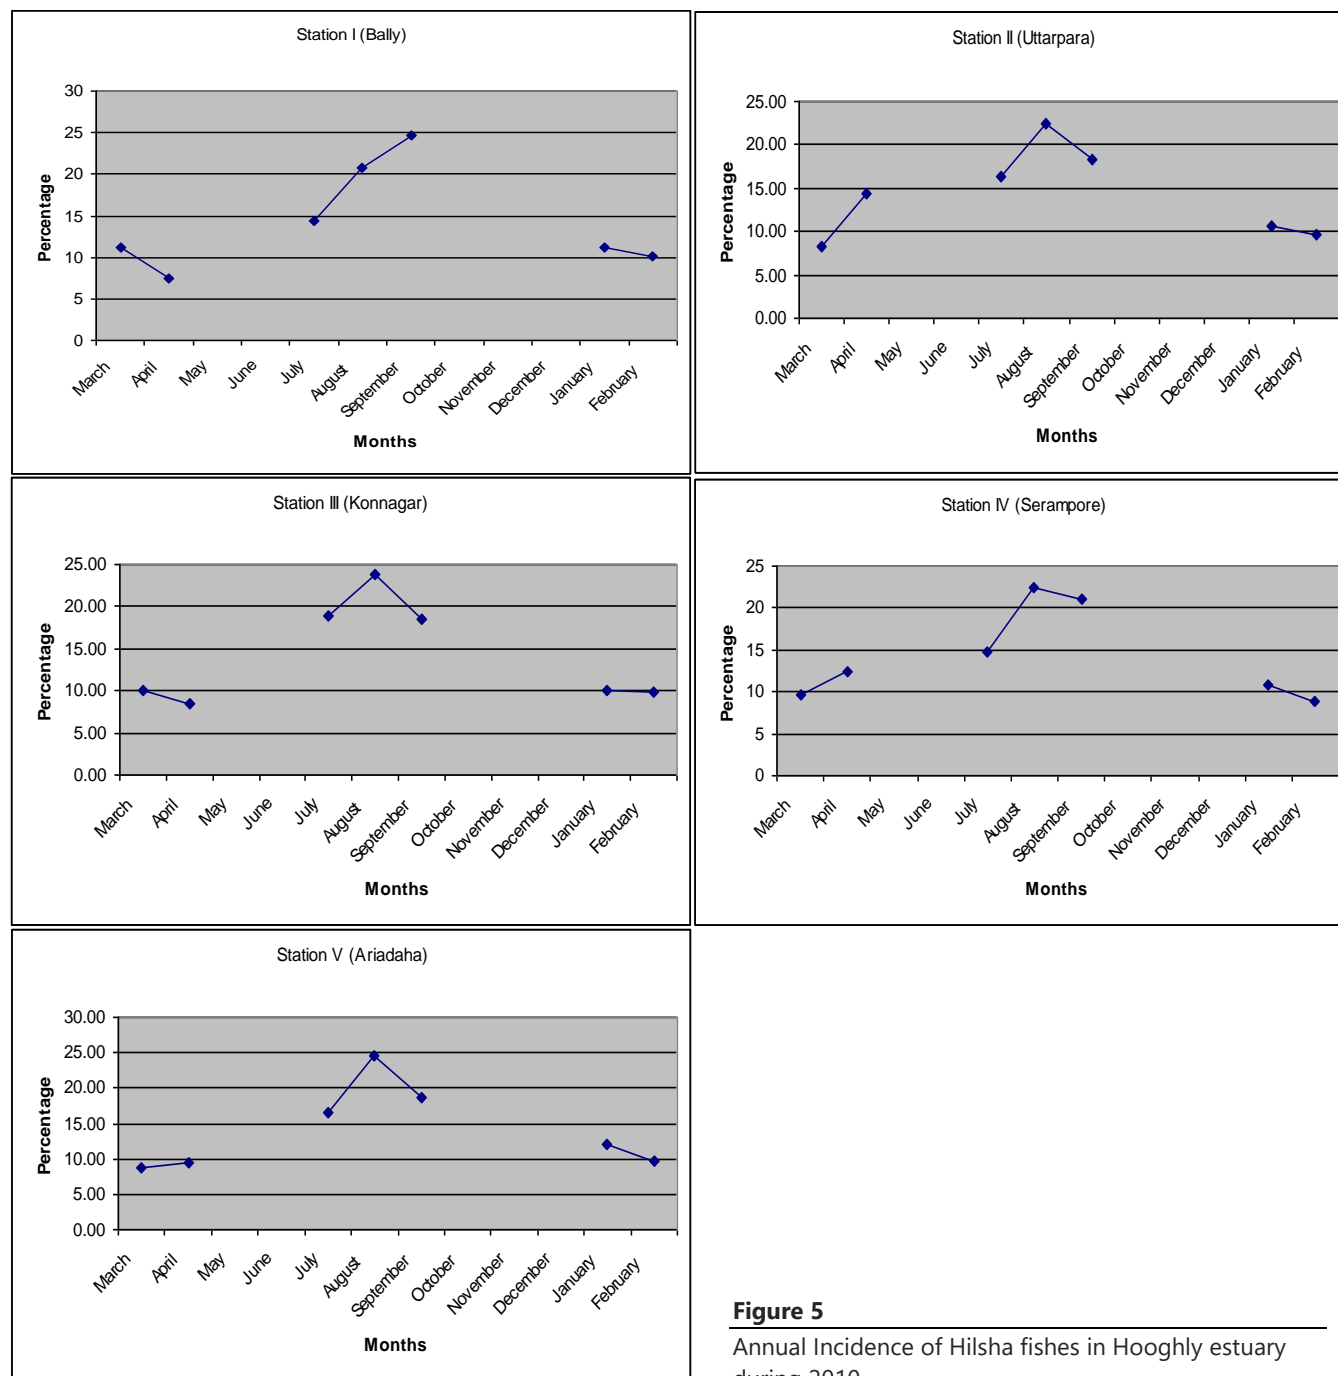 Station I (Bally)
30
25
20
15
10
5
0
Percentage
March April May June July August September October November December January February
Months
Station II (Uttarpara)
25.00
20.00
15.00
10.00
5.00
0.00
Percentage
March April May June July August September October November December January February
Months
Station III (Konnagar)
25.00
20.00
15.00
10.00
5.00
0.00
Percentage
March April May June July August September October November December January February
Months
Station IV (Serampore)
25
20
15
10
5
0
Percentage
March April May June July August September October November December January February
Months
Station V (Ariadaha)
30.00
25.00
20.00
15.00
10.00
5.00
0.00
Percentage
March April May June July August September October November December January February
Months
Figure 5
Annual Incidence of Hilsha fishes in Hooghly estuary
during 2010